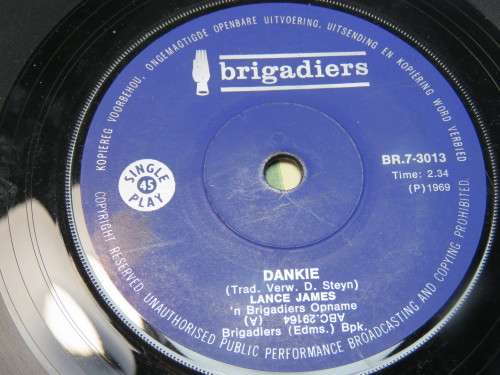 brigadiers
KOPIEREG VOORBEHOU, ONGEMAGTIGDE OPENBARE UITVOERING, UITSENDING EN KOPIERING WORD VERBIED
BR.7-3013
Time: 2.34
(P)1969
SINGLE
45
PLAY
DANKIE
(Trad. Verw. D. Steyn)
LANCE JAMES
'n Brigadiers Opname
(A)
ABC.29164
Brigadiers (Edms.) Bpk.
COPYRIGHT RESERVED, UNAUTHORISED PUBLIC PERFORMANCE BROADCASTING AND COPYING PROHIBITED